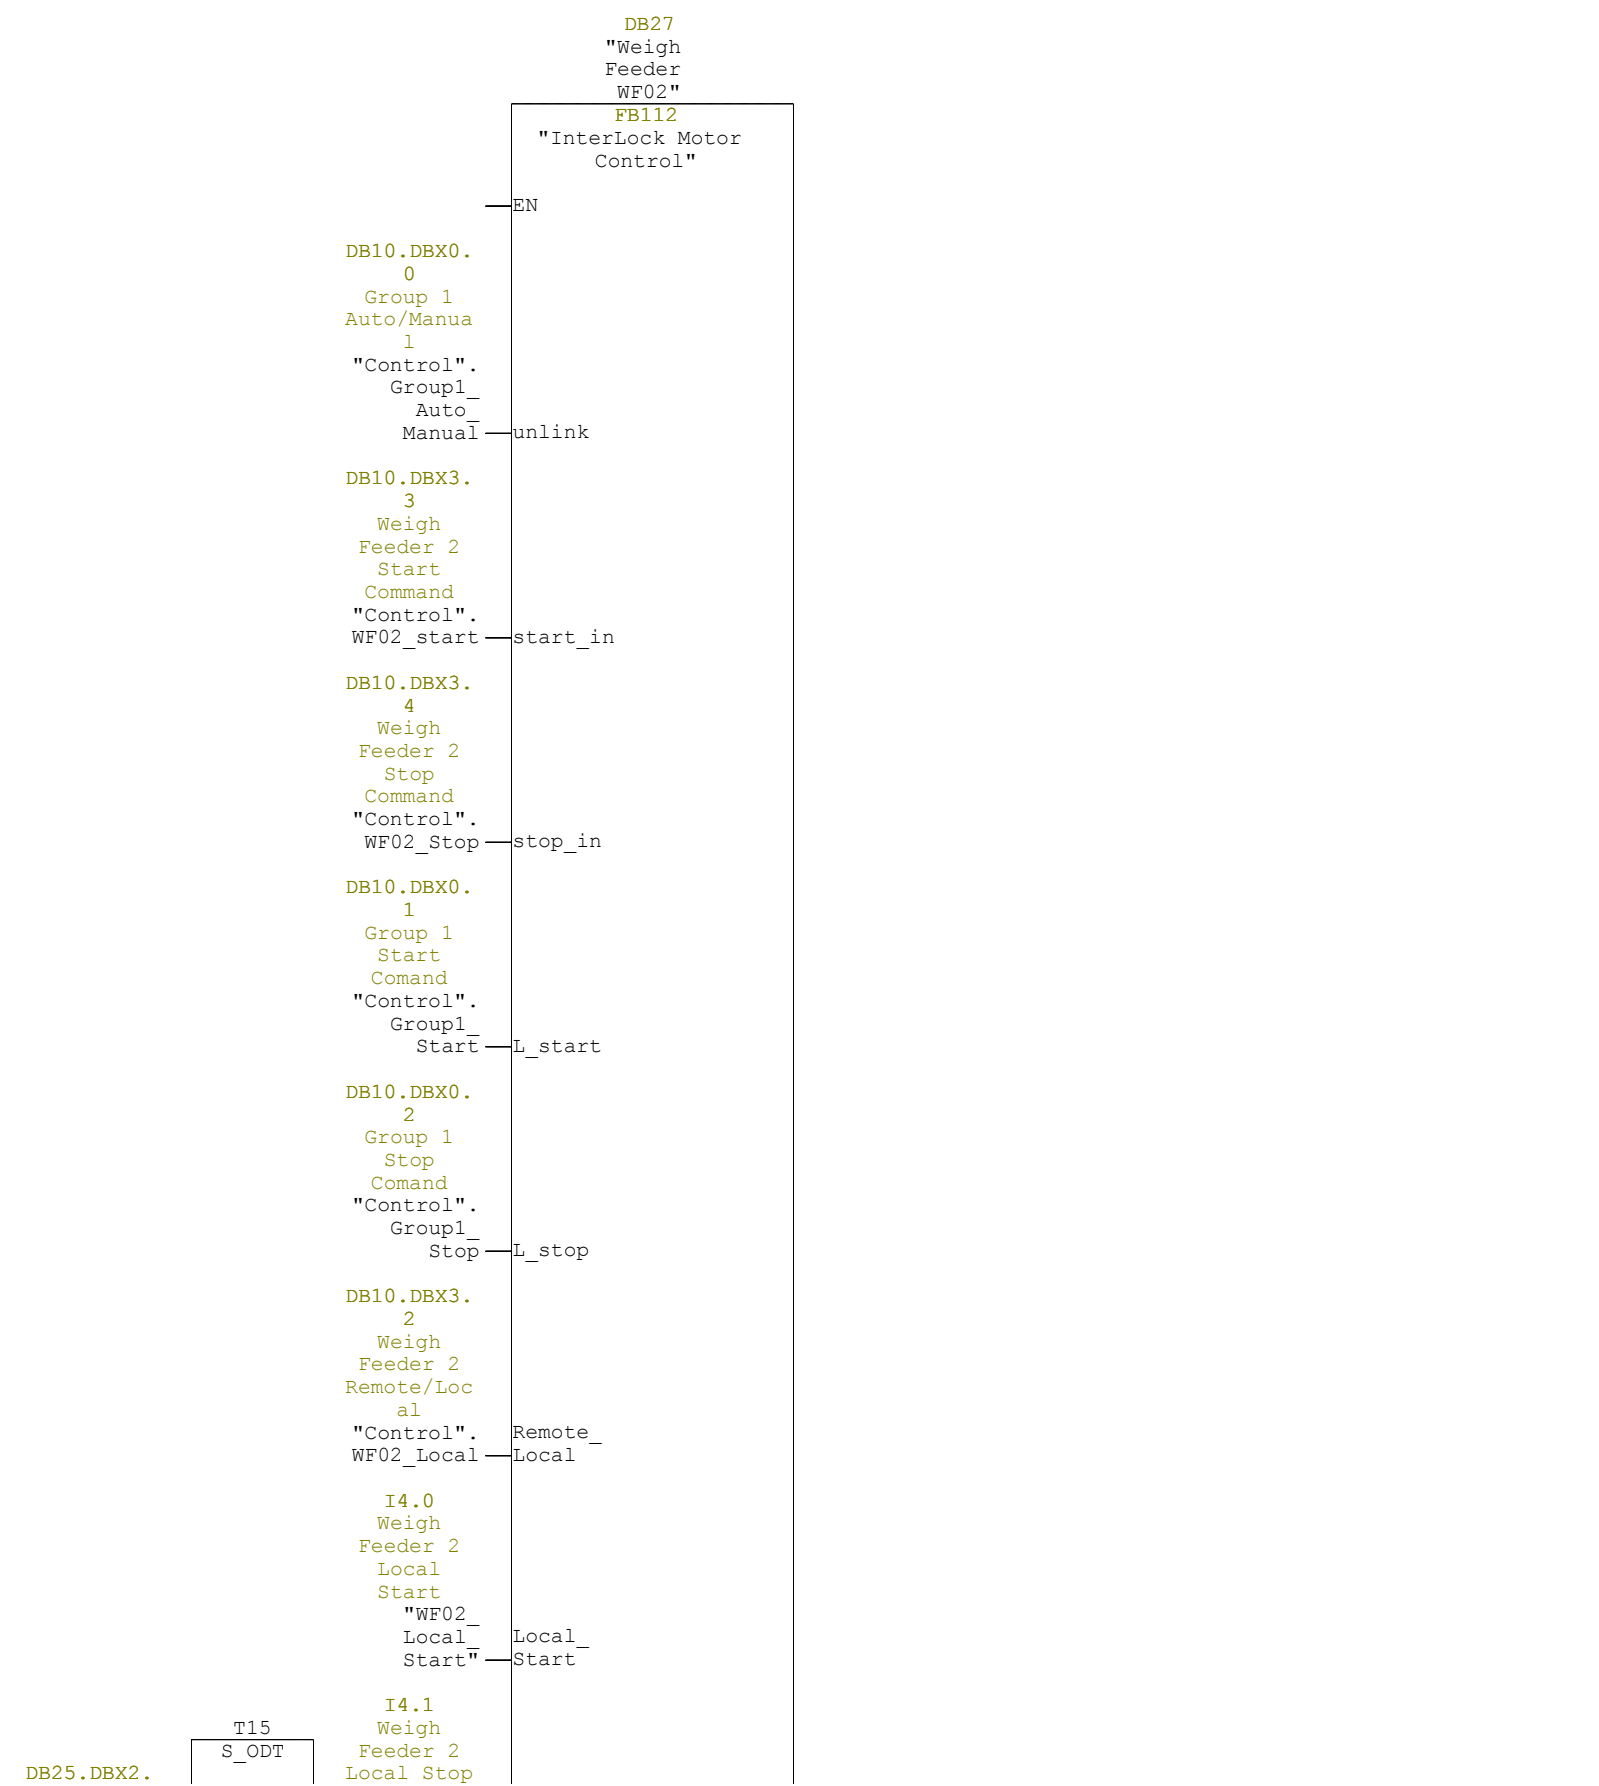 DB27
"Weigh
Feeder
WF02"
FB112
"InterLock Motor
Control"
EN
DB10.DBX0.
0
Group 1
Auto/Manua
l
"Control".
Group1_
Auto_
Manual
unlink
DB10.DBX3.
3
Weigh
Feeder 2
Start
Command
"Control".
WF02_start
start_in
DB10.DBX3.
4
Weigh
Feeder 2
Stop
Command
"Control".
WF02_Stop
stop_in
DB10.DBX0.
1
Group 1
Start
Comand
"Control".
Group1_
Start
L_start
DB10.DBX0.
2
Group 1
Stop
Comand
"Control".
Group1_
Stop
L_stop
DB10.DBX3.
2
Weigh
Feeder 2
Remote/Loc
al
"Control".
WF02_Local
Remote_
Local
I4.0
Weigh
Feeder 2
Local
Start
"WF02_
Local_
Start"
Local_
Start
I4.1
Weigh
Feeder 2
Local Stop
T15
S_ODT
DB25.DBX2.